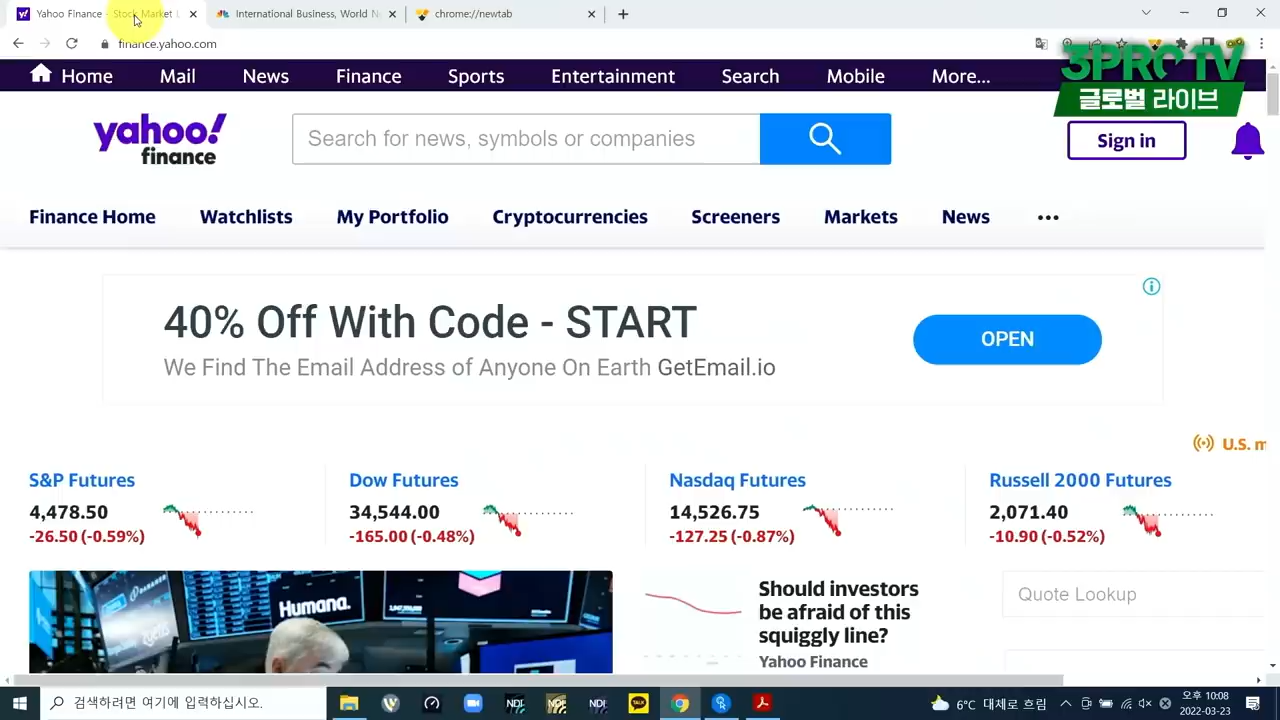 Yahoo Finance - Stock Market
International Business, World N
chrome://newtab
finance.yahoo.com
3PROTV
글로벌 라이브
Home Mail News Finance Sports Entertainment Search Mobile More...
yahoo!
finance
Search for news, symbols or companies
Sign in
Finance Home Watchlists My Portfolio Cryptocurrencies Screeners Markets News
40% Off With Code - START
We Find The Email Address of Anyone On Earth GetEmail.io
OPEN
U.S. m
S&P Futures
4,478.50
-26.50 (-0.59%)
Dow Futures
34,544.00
-165.00 (-0.48%)
Nasdaq Futures
14,526.75
-127.25 (-0.87%)
Russell 2000 Futures
2,071.40
-10.90 (-0.52%)
Humana.
Should investors
be afraid of this
squiggly line?
Yahoo Finance
Quote Lookup
검색하려면 여기에 입력하십시오.
TALK
6°C 대체로 흐림
오후 10:08
2022-03-23